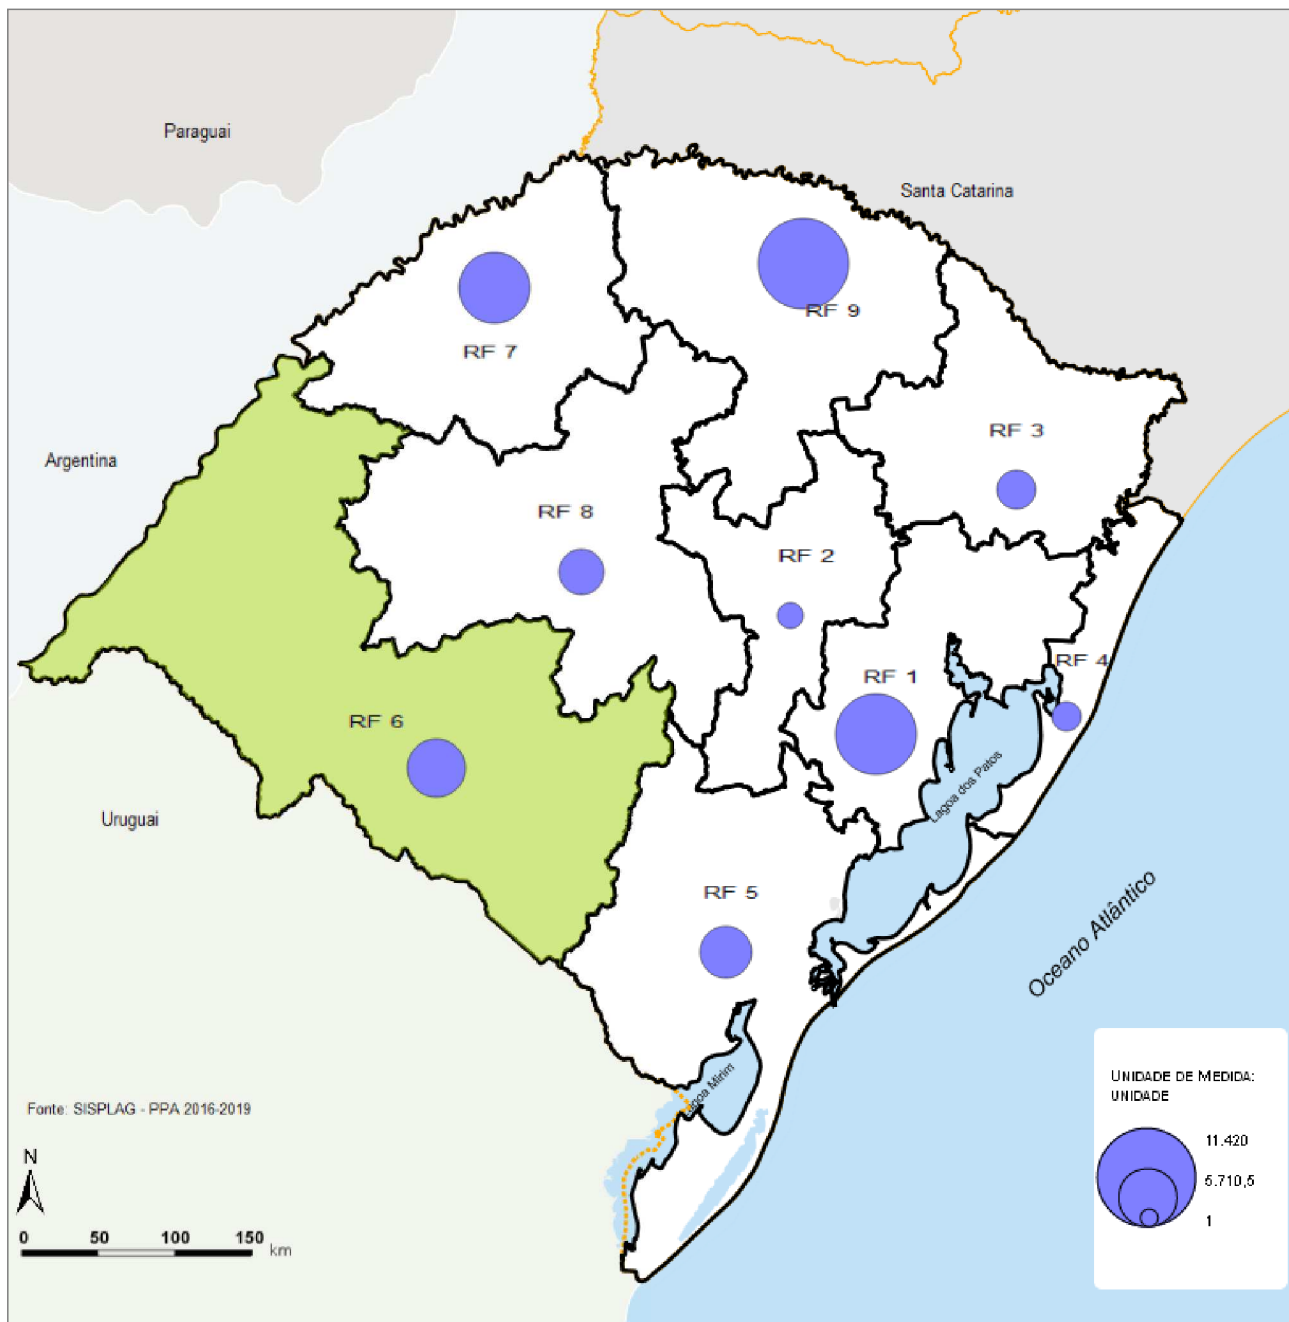 Paraguai
Santa Catarina
RF 9
RF 7
RF 3
Argentina
RF 8
RF 2
RF 4
RF 1
RF 6
Lagoa dos Patos
Uruguai
RF 5
Oceano Atlântico
agoa Mirim
UNIDADE DE MEDIDA:
UNIDADE
11.420
5.710,5
1
Fonte: SISPLAG - PPA 2016-2019
N
0 50 100 150
km